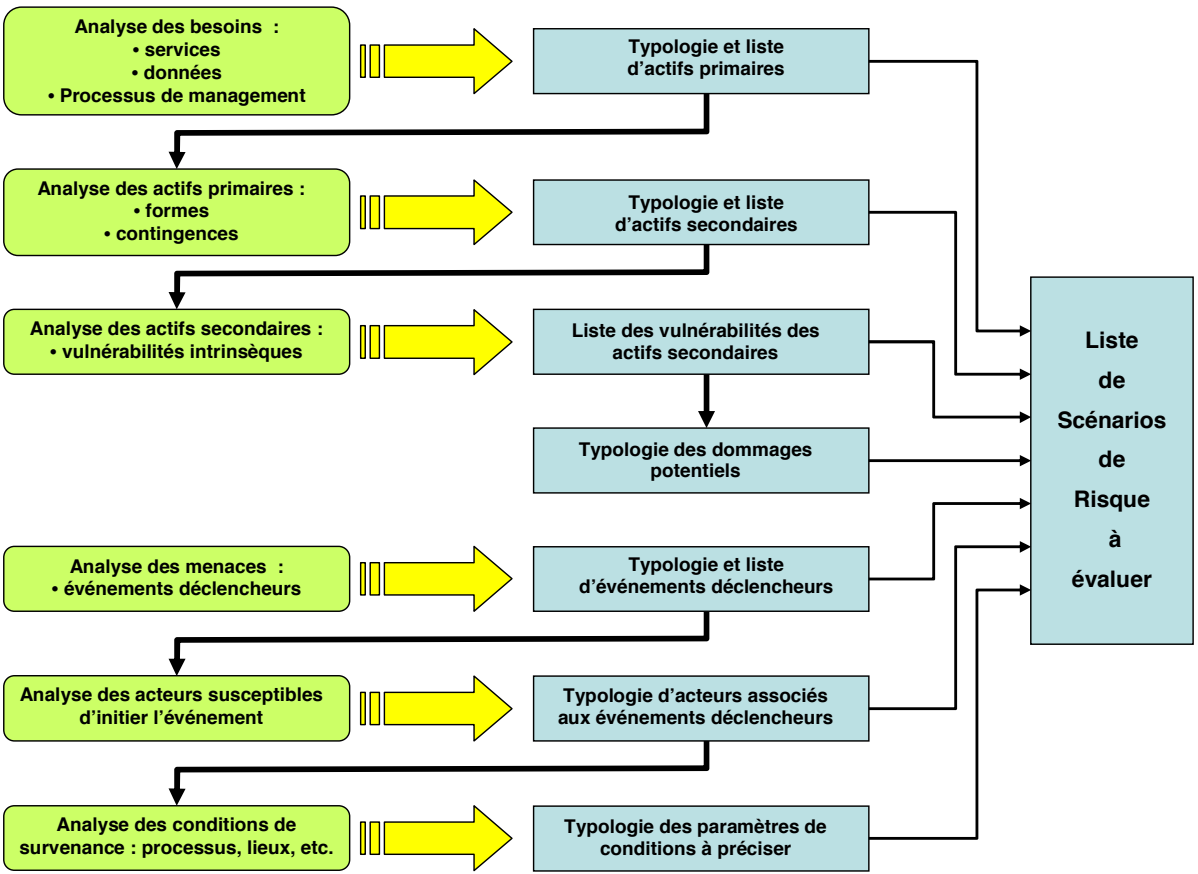 Analyse des besoins :
• services
• données
• Processus de management
Typologie et liste
d'actifs primaires
Analyse des actifs primaires :
• formes
• contingences
Typologie et liste
d'actifs secondaires
Analyse des actifs secondaires :
• vulnérabilités intrinsèques
Liste des vulnérabilités des
actifs secondaires
Typologie des dommages
potentiels
Analyse des menaces :
• événements déclencheurs
Typologie et liste
d'événements déclencheurs
Analyse des acteurs susceptibles
d'initier l'événement
Typologie d'acteurs associés
aux événements déclencheurs
Analyse des conditions de
survenance : processus, lieux, etc.
Typologie des paramètres de
conditions à préciser
Liste
de
Scénarios
de
Risque
à
évaluer